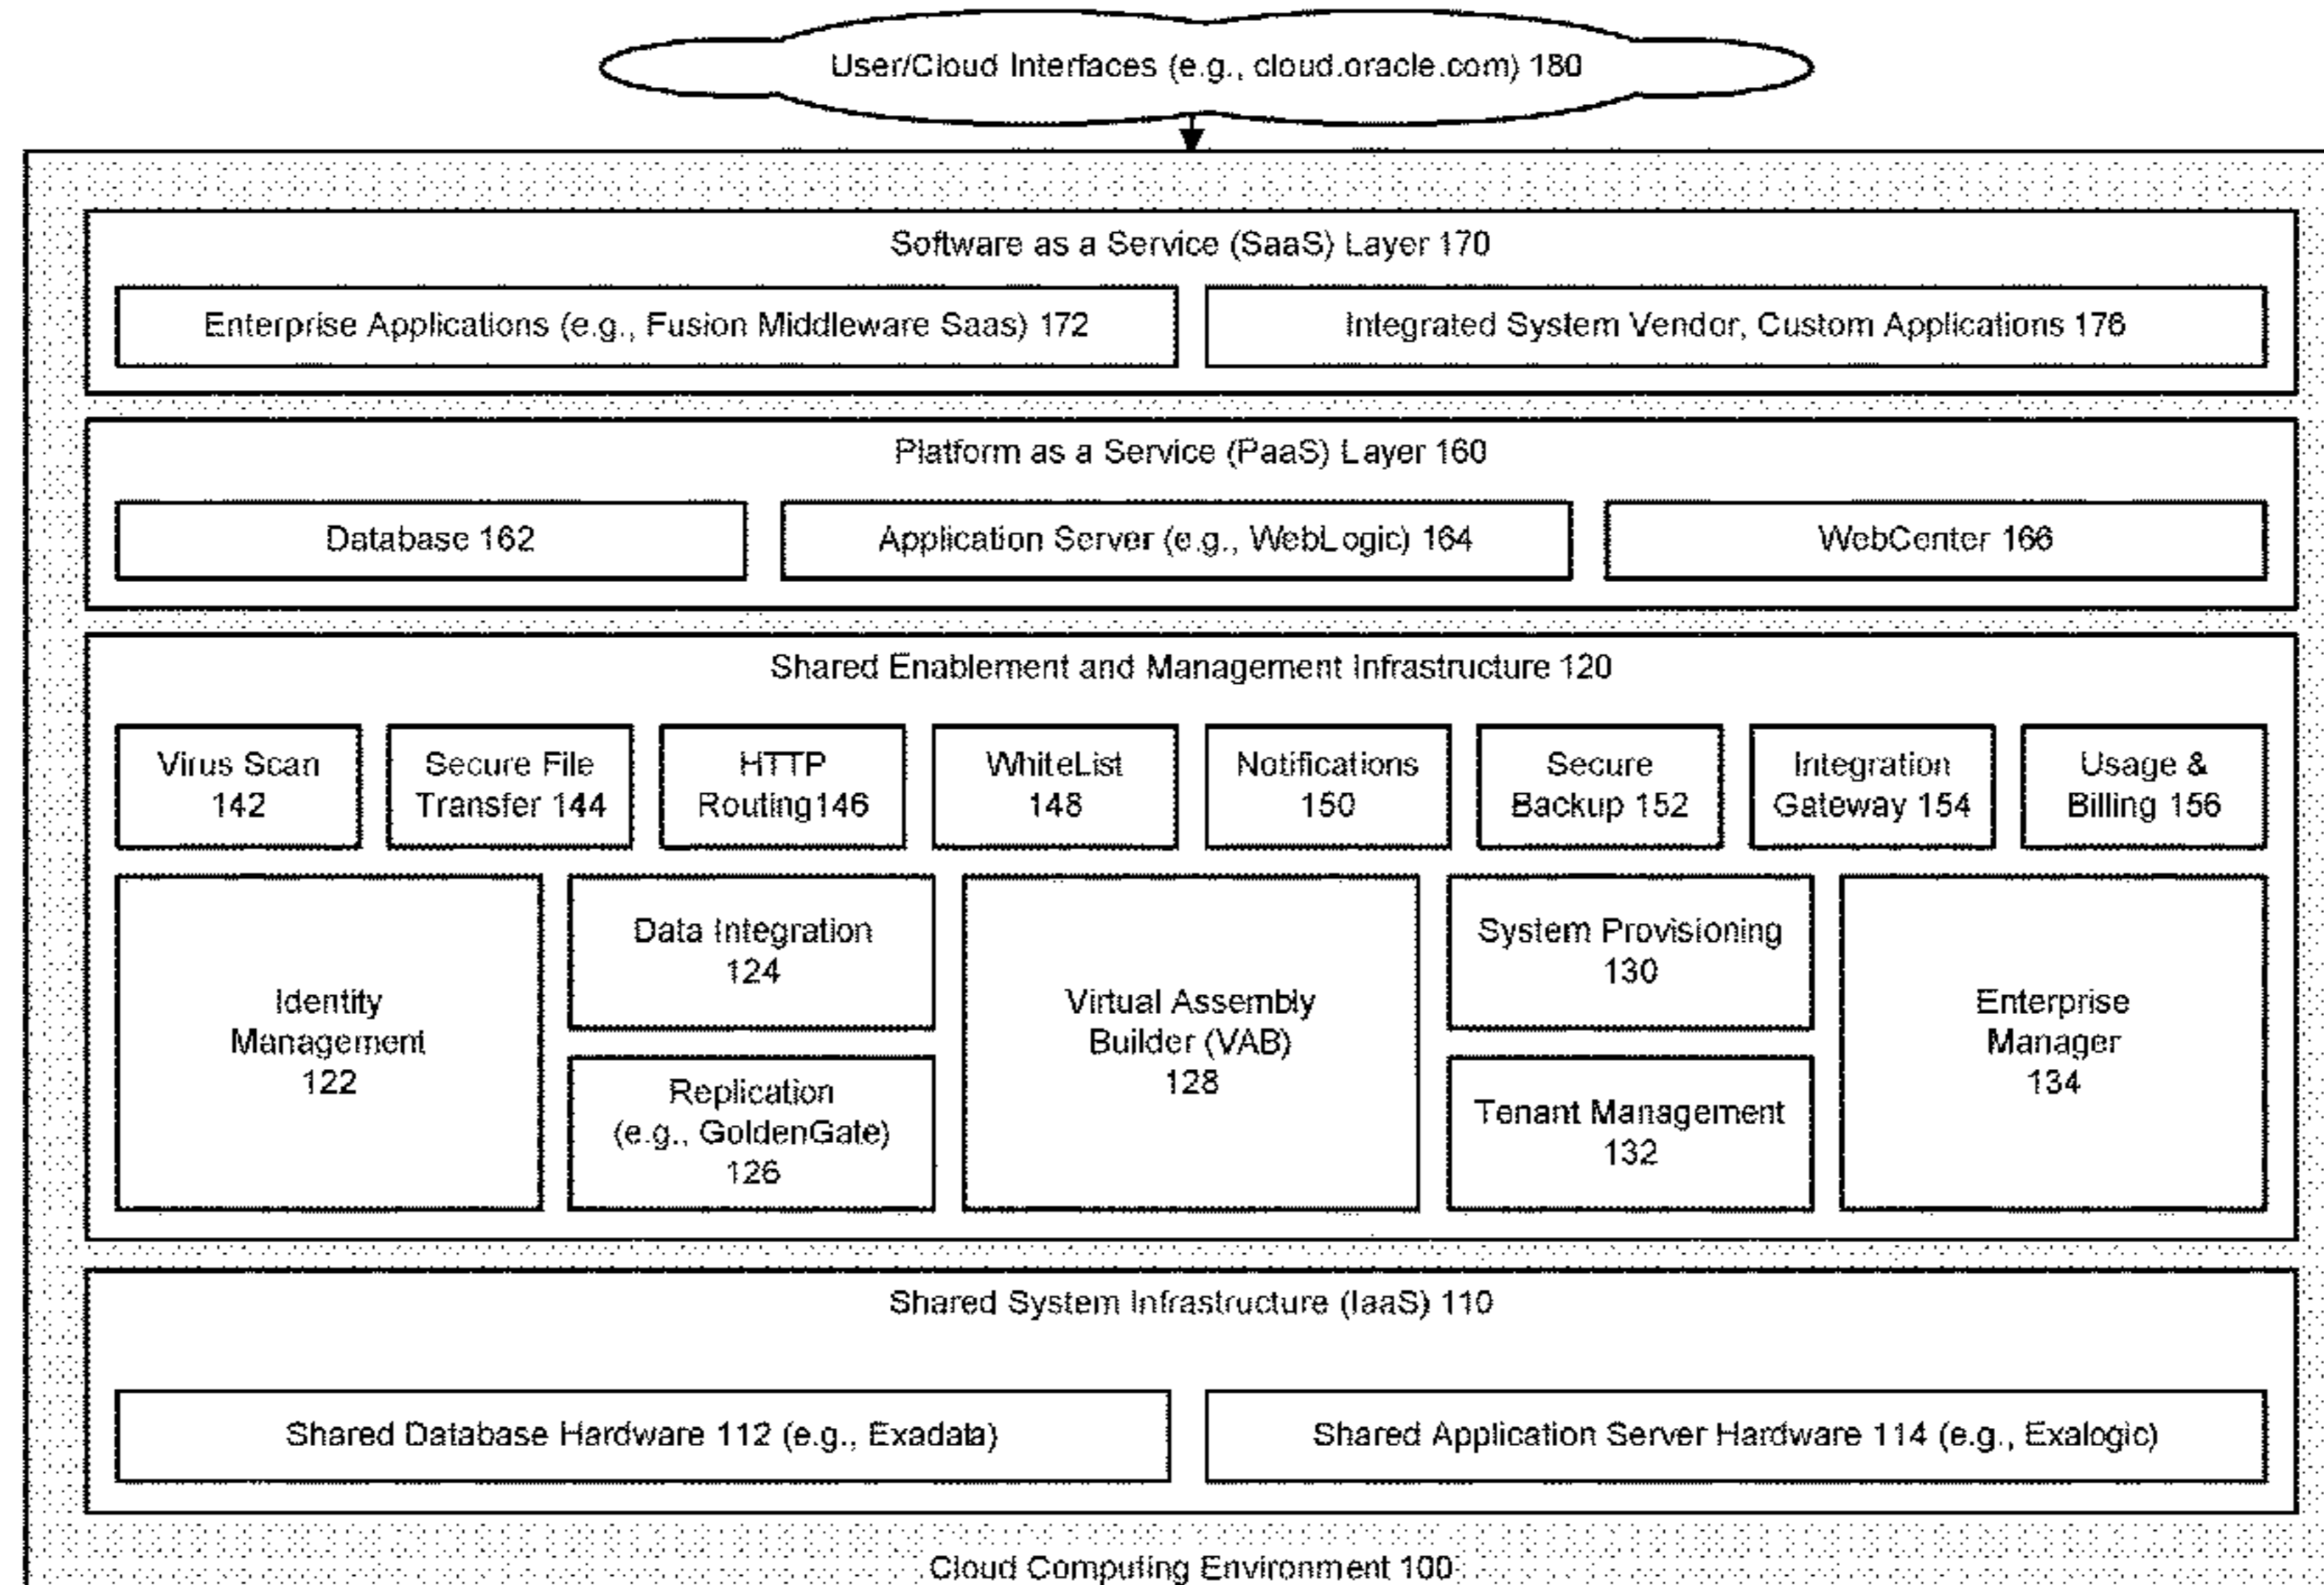 User/Cloud Interfaces (e.g., cloud.oracle.com) 180
Software as a Service (SaaS) Layer 170
Enterprise Applications (e.g., Fusion Middleware Saas) 172
Integrated System Vendor, Custom Applications 176
Platform as a Service (PaaS) Layer 160
Database 162
Application Server (e.g., WebLogic) 164
WebCenter 166
Shared Enablement and Management Infrastructure 120
Virus Scan
142
Secure File
Transfer 144
HTTP
Routing146
WhiteList
148
Notifications
150
Secure
Backup 152
Integration
Gateway 154
Usage &
Billing 156
Identity
Management
122
Data Integration
124
Replication
(e.g., GoldenGate)
126
Virtual Assembly
Builder (VAB)
128
System Provisioning
130
Tenant Management
132
Enterprise
Manager
134
Shared System Infrastructure (IaaS) 110
Shared Database Hardware 112 (e.g., Exadata)
Shared Application Server Hardware 114 (e.g., Exalogic)
Cloud Computing Environment 100